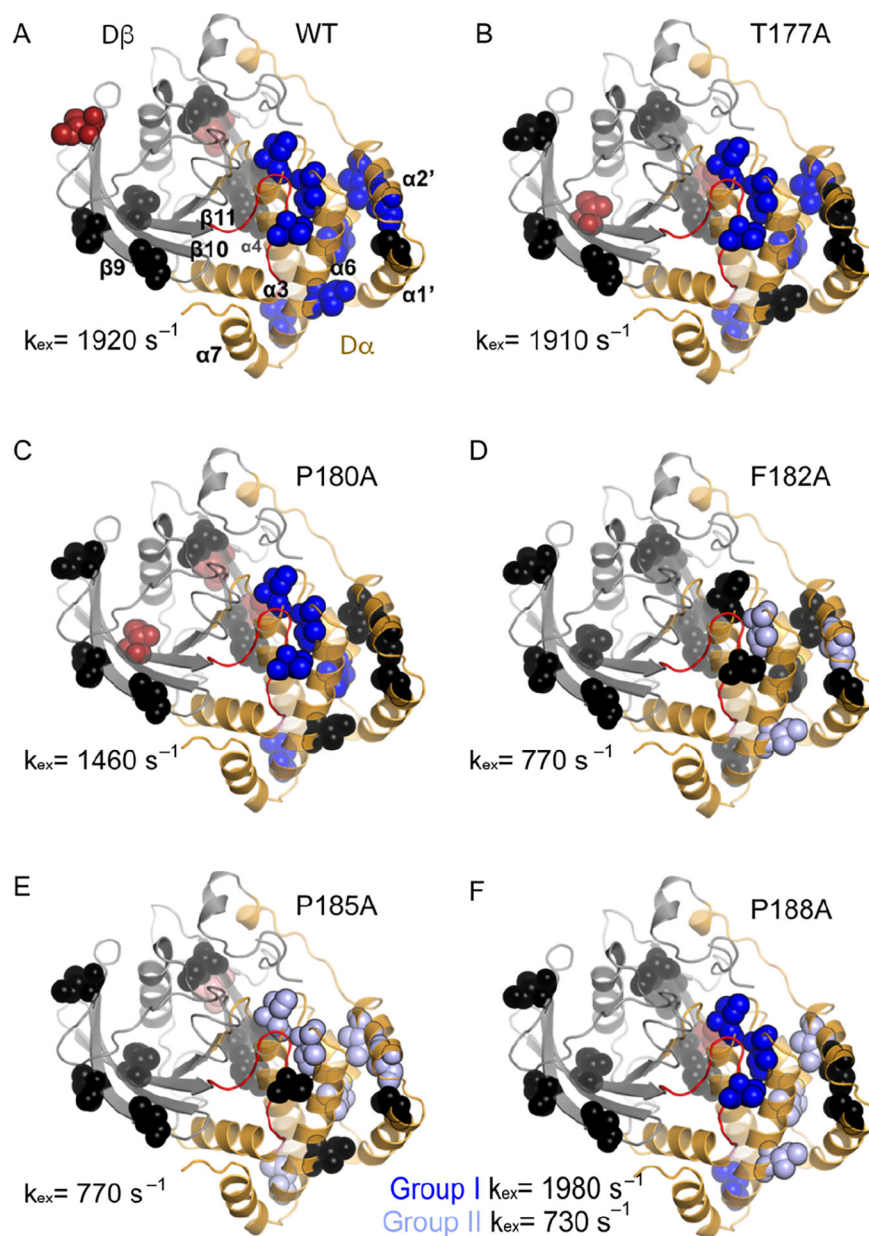 A Dβ WT
β11
β10
α4
β9
α3
α6
α2'
α1'
kex= 1920 s−1
α7
Dα
B T177A
kex= 1910 s−1
C P180A
kex= 1460 s−1
D F182A
kex= 770 s−1
E P185A
kex= 770 s−1
F P188A
Group I kex= 1980 s−1
Group II kex= 730 s−1